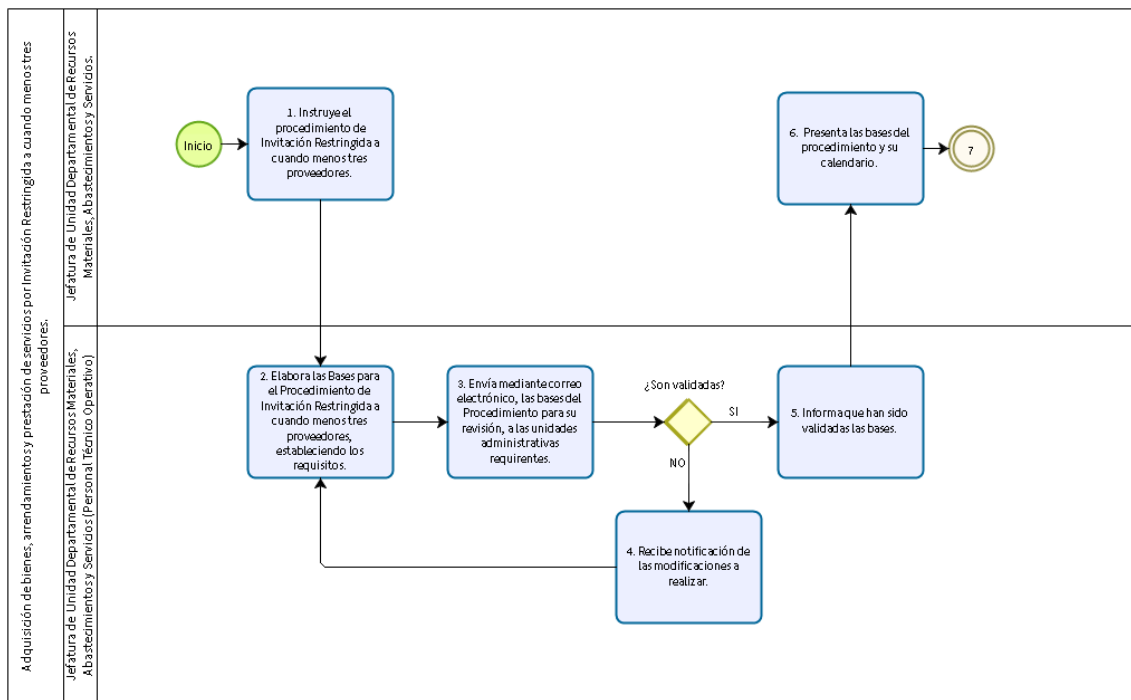 Adquisición de bienes, arrendamientos y prestación de servicios por Invitación Restringida a cuando menos tres
proveedores.
Jefatura de Unidad Departamental de Recursos
Materiales, Abastecimientos y Servicios.
Inicio
1. Instruye el
procedimiento de
Invitación Restringida a
cuando menos tres
proveedores.
6. Presenta las bases del
procedimiento y su
calendario.
7
Jefatura de Unidad Departamental de Recursos Materiales,
Abastecimientos y Servicios (Personal Técnico Operativo)
2. Elabora las Bases para
el Procedimiento de
Invitación Restringida a
cuando menos tres
proveedores,
estableciendo los
requisitos.
3. Envía mediante correo
electrónico, las bases del
Procedimiento para su
revisión, a las unidades
administrativas
requirentes.
¿Son validadas?
SI
NO
5. Informa que han sido
validadas las bases.
4. Recibe notificación de
las modificaciones a
realizar.